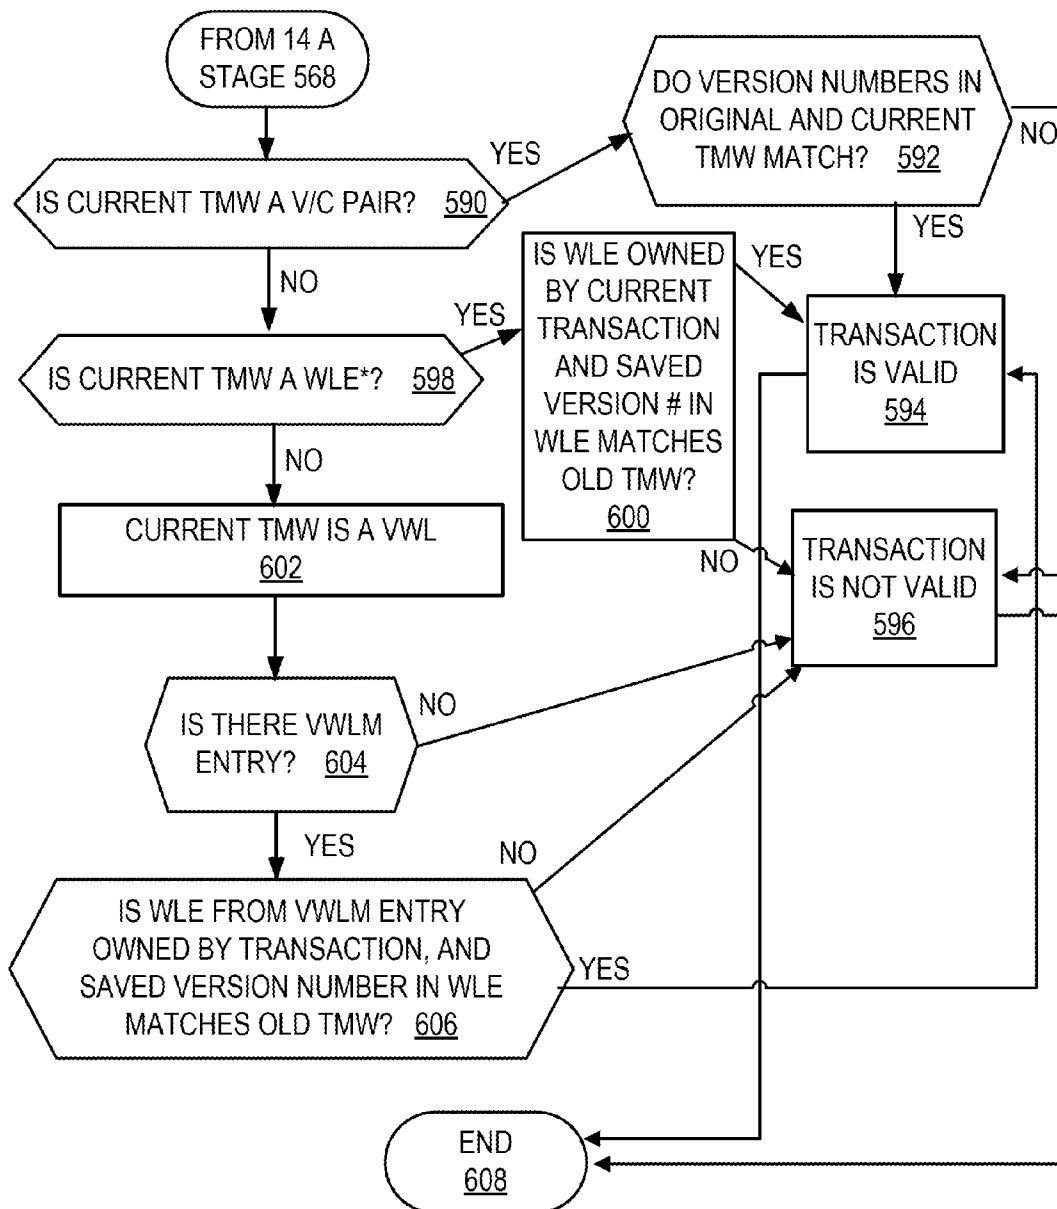 FROM 14 A
STAGE 568
DO VERSION NUMBERS IN
ORIGINAL AND CURRENT
TMW MATCH? 592
NO
YES
IS CURRENT TMW A V/C PAIR? 590
YES
NO
IS WLE OWNED
BY CURRENT
TRANSACTION
AND SAVED
VERSION # IN
WLE MATCHES
OLD TMW?
600
YES
TRANSACTION
IS VALID
594
YES
IS CURRENT TMW A WLE*? 598
NO
CURRENT TMW IS A VWL
602
NO
TRANSACTION
IS NOT VALID
596
IS THERE VWLM
ENTRY? 604
NO
YES
NO
IS WLE FROM VWLM ENTRY
OWNED BY TRANSACTION, AND
SAVED VERSION NUMBER IN WLE
MATCHES OLD TMW? 606
YES
END
608